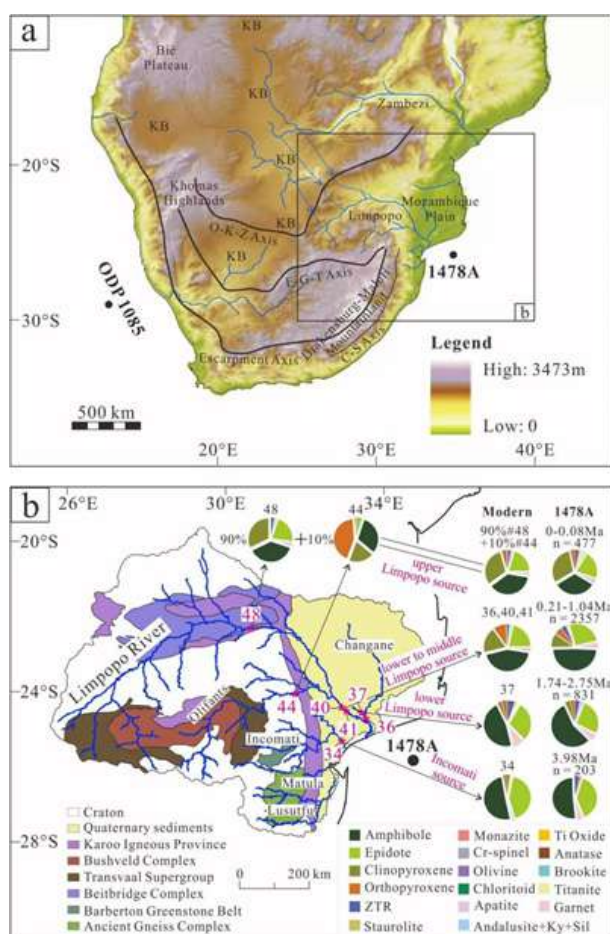 a
KB
Bié
Plateau
KB
KB
Zambezi
20°S
KB
Khomas
Highlands
Limpopo
Mozambique
Plain
KB
O-K-Z Axis
KB
E-G-T Axis
1478A
ODP 1085
b
30°S
Escarpment Axis
C-S Axis
Legend
High: 3473m
Low: 0
500 km
20°E
30°E
40°E
b
26°E
30°E
34°E
Modern
1478A
48
44
90%
+10%
90%#48
+10%#44
0-0.08Ma
n = 477
20°S
upper
Limpopo source
36,40,41
0.21-1.04Ma
n = 2357
48
Changane
Limpopo River
lower to middle
Limpopo source
24°S
44
40
37
37
1.74-2.75Ma
n = 831
Olifants
lower
Limpopo source
36
41
Incomati
34
1478A
Incomati
source
34
3.98Ma
n = 203
Matula
Lusutfu
28°S
Craton
Quaternary sediments
Karoo Igneous Province
Bushveld Complex
Transvaal Supergroup
Beitbridge Complex
Barberton Greenstone Belt
Ancient Gneiss Complex
0
200 km
Amphibole
Monazite
Ti Oxide
Epidote
Cr-spinel
Anatase
Clinopyroxene
Olivine
Brookite
Orthopyroxene
Chloritoid
Titanite
ZTR
Apatite
Garnet
Staurolite
Andalusite+Ky+Sil